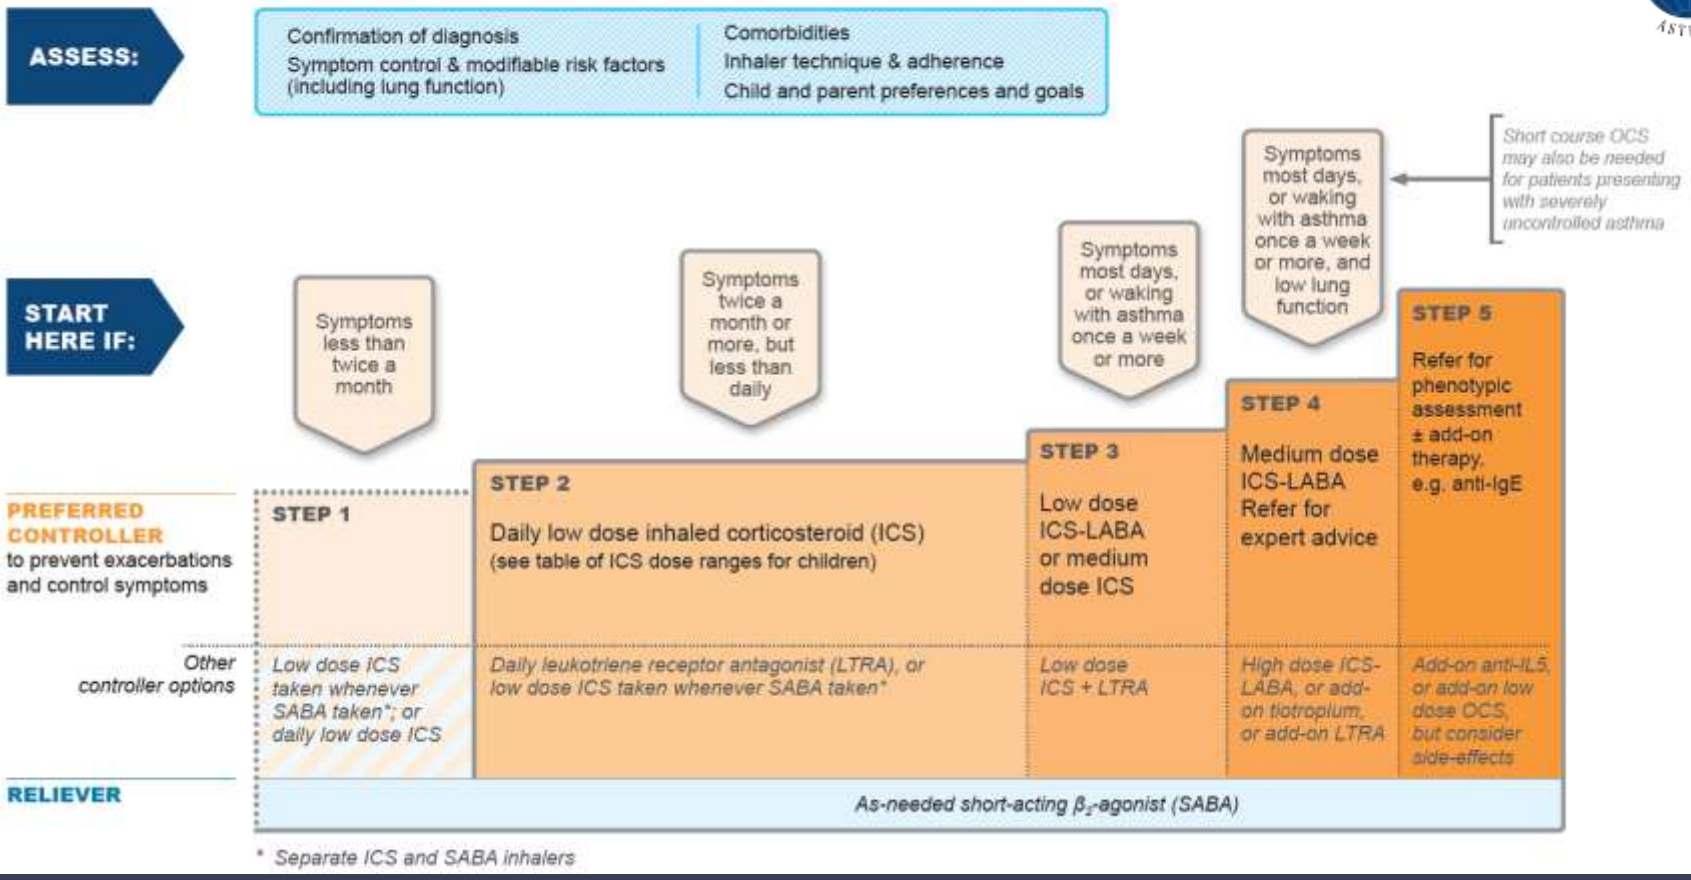 ASSESS:
Confirmation of diagnosis
Symptom control & modifiable risk factors
(including lung function)
Comorbidities
Inhaler technique & adherence
Child and parent preferences and goals
Short course OCS
may also be needed
for patients presenting
with severely
uncontrolled asthma
START
HERE IF:
Symptoms
less than
twice a
month
Symptoms
twice a
month or
more, but
less than
daily
Symptoms
most days,
or waking
with asthma
once a week
or more
Symptoms
most days,
or waking
with asthma
once a week
or more, and
low lung
function
PREFERRED
CONTROLLER
to prevent exacerbations
and control symptoms
STEP 1
STEP 2
Daily low dose inhaled corticosteroid (ICS)
(see table of ICS dose ranges for children)
STEP 3
Low dose
ICS-LABA
or medium
dose ICS
STEP 4
Medium dose
ICS-LABA
Refer for
expert advice
STEP 5
Refer for
phenotypic
assessment
± add-on
therapy,
e.g. anti-IgE
Other
controller options
Low dose ICS
taken whenever
SABA taken*; or
daily low dose ICS
Daily leukotriene receptor antagonist (LTRA), or
low dose ICS taken whenever SABA taken*
Low dose
ICS + LTRA
High dose ICS-
LABA, or add-
on tiotropium,
or add-on LTRA
Add-on anti-IL5,
or add-on low
dose OCS,
but consider
side-effects
RELIEVER
As-needed short-acting β₂-agonist (SABA)
* Separate ICS and SABA inhalers